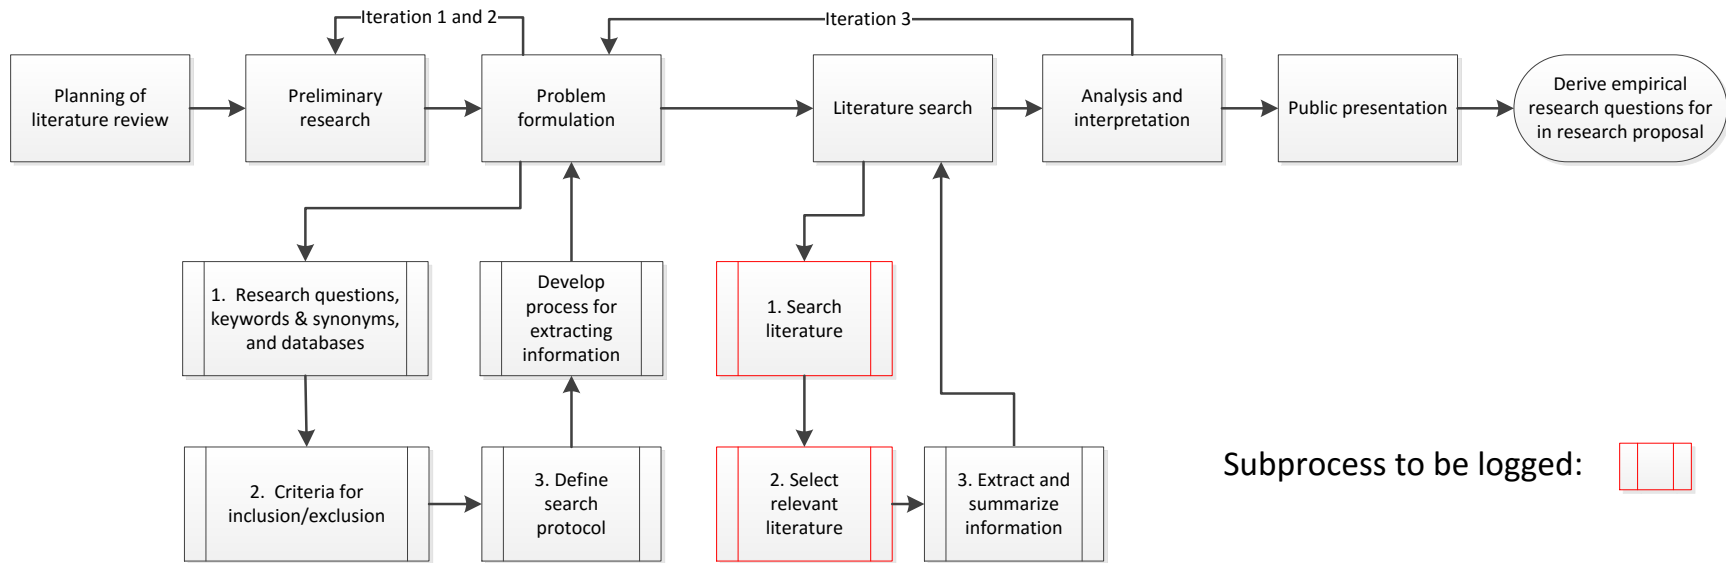 Iteration 1 and 2
Iteration 3
Planning of
literature review
Preliminary
research
Problem
formulation
Literature search
Analysis and
interpretation
Public presentation
Derive empirical
research questions for
in research proposal
1. Research questions,
keywords & synonyms,
and databases
Develop
process for
extracting
information
1. Search
literature
2. Criteria for
inclusion/exclusion
3. Define
search
protocol
2. Select
relevant
literature
3. Extract and
summarize
information
Subprocess to be logged: